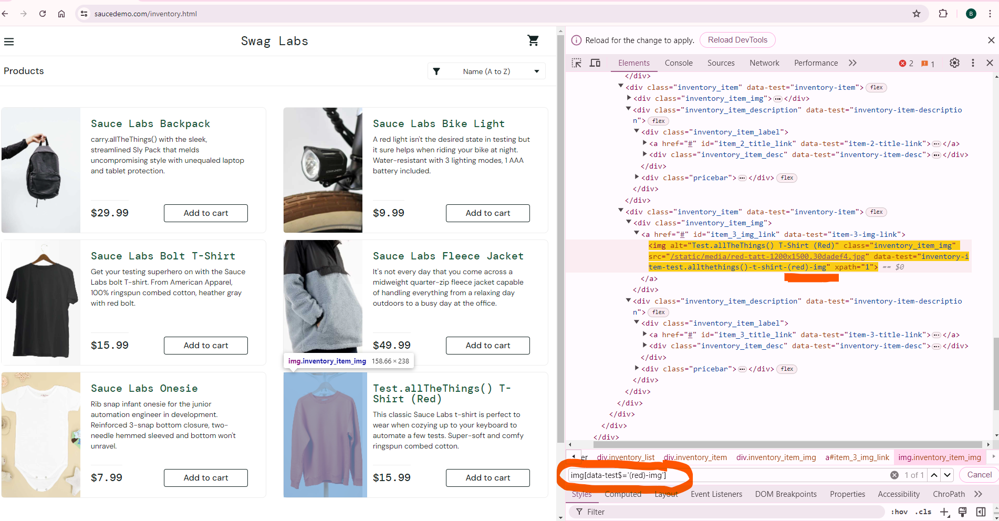 saucedemo.com/inventory.html
B
Swag Labs
Products
Name (A to Z)
Sauce Labs Backpack
carry.allTheThings() with the sleek,
streamlined Sly Pack that melds
uncompromising style with unequaled laptop
and tablet protection.
$29.99
Add to cart
Sauce Labs Bike Light
A red light isn't the desired state in testing but
it sure helps when riding your bike at night.
Water-resistant with 3 lighting modes, 1 AAA
battery included.
$9.99
Add to cart
Sauce Labs Bolt T-Shirt
Get your testing superhero on with the Sauce
Labs bolt T-shirt. From American Apparel,
100% ringspun combed cotton, heather gray
with red bolt.
$15.99
Add to cart
Sauce Labs Fleece Jacket
It's not every day that you come across a
midweight quarter-zip fleece jacket capable
of handling everything from a relaxing day
outdoors to a busy day at the office.
$49.99
Add to cart
img.inventory_item_img 158.66 × 238
Sauce Labs Onesie
Rib snap infant onesie for the junior
automation engineer in development.
Reinforced 3-snap bottom closure, two-
needle hemmed sleeved and bottom won't
unravel.
$7.99
Add to cart
Test.allTheThings() T-
Shirt (Red)
This classic Sauce Labs t-shirt is perfect to
wear when cozying up to your keyboard to
automate a few tests. Super-soft and comfy
ringspun combed cotton.
$15.99
Add to cart
Reload for the change to apply. Reload DevTools
Elements Console Sources Network Performance 2 1
</div>
<div class="inventory_item" data-test="inventory-item"> flex
<div class="inventory_item_img"> … </div>
<div class="inventory_item_description" data-test="inventory-item-descriptio
n"> flex
<div class="inventory_item_label">
<a href="#" id="item_2_title_link" data-test="item-2-title-link"> … </a>
<div class="inventory_item_desc" data-test="inventory-item-desc"> … </div>
</div>
<div class="pricebar"> … </div> flex
</div>
</div>
<div class="inventory_item" data-test="inventory-item"> flex
<div class="inventory_item_img">
<a href="#" id="item_3_img_link" data-test="item-3-img-link">
<img alt="Test.allTheThings() T-Shirt (Red)" class="inventory_item_img"
src="/static/media/red-tatt-1200x1500.30dadef4.jpg" data-test="inventory-i
tem-test.allthethings()-t-shirt-(red)-img" xpath="1"> == $0
</a>
</div>
<div class="inventory_item_description" data-test="inventory-item-descriptio
n"> flex
<div class="inventory_item_label">
<a href="#" id="item_3_title_link" data-test="item-3-title-link"> … </a>
<div class="inventory_item_desc" data-test="inventory-item-desc"> … </div>
</div>
<div class="pricebar"> … </div> flex
</div>
</div>
</div>
</div>
</div>
</div>
er div.inventory_list div.inventory_item div.inventory_item_img a#item_3_img_link img.inventory_item_img
img[data-test$='(red)-img'] 1 of 1 Cancel
Styles Computed Layout Event Listeners DOM Breakpoints Properties Accessibility ChroPath
Filter :hov .cls